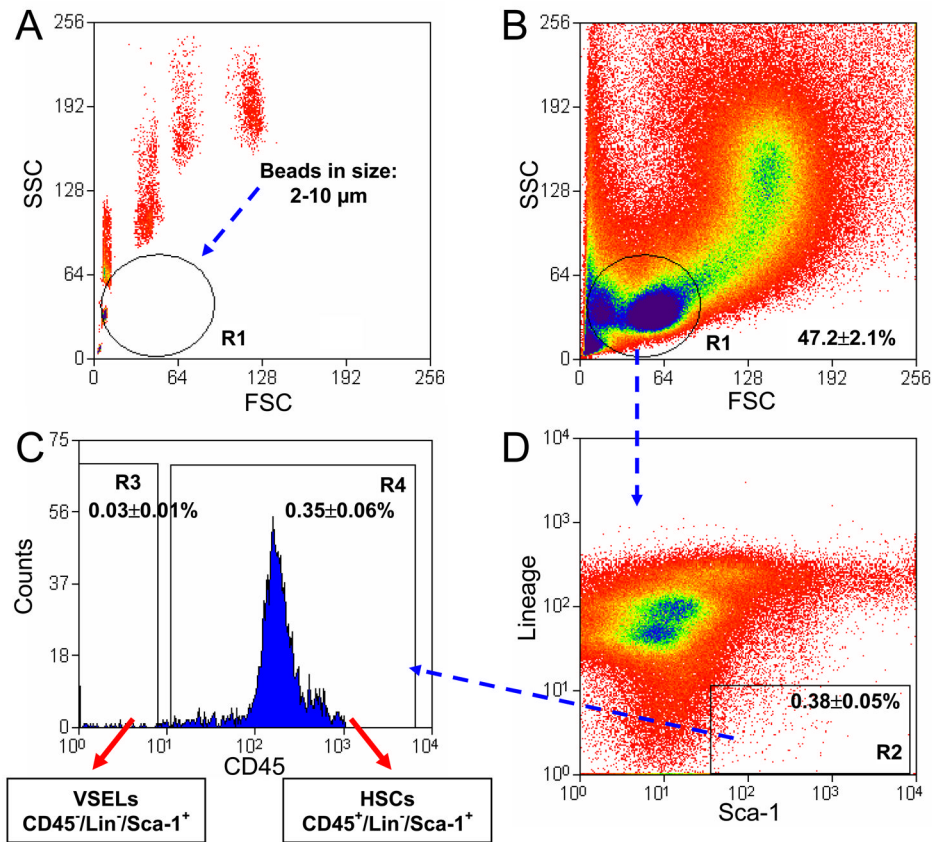 A
256
192
128
64
0
SSC
Beads in size:
2-10 µm
R1
0 64 128 192 256
FSC
B
256
192
128
64
0
SSC
R1
47.2±2.1%
0 64 128 192 256
FSC
C
75
56
37
18
0
Counts
R3
0.03±0.01%
R4
0.35±0.06%
10⁰ 10¹ 10² 10³ 10⁴
CD45
VSELs
CD45⁻/Lin⁻/Sca-1⁺
HSCs
CD45⁺/Lin⁻/Sca-1⁺
D
10⁴
10³
10²
10¹
10⁰
Lineage
0.38±0.05%
R2
10⁰ 10¹ 10² 10³ 10⁴
Sca-1